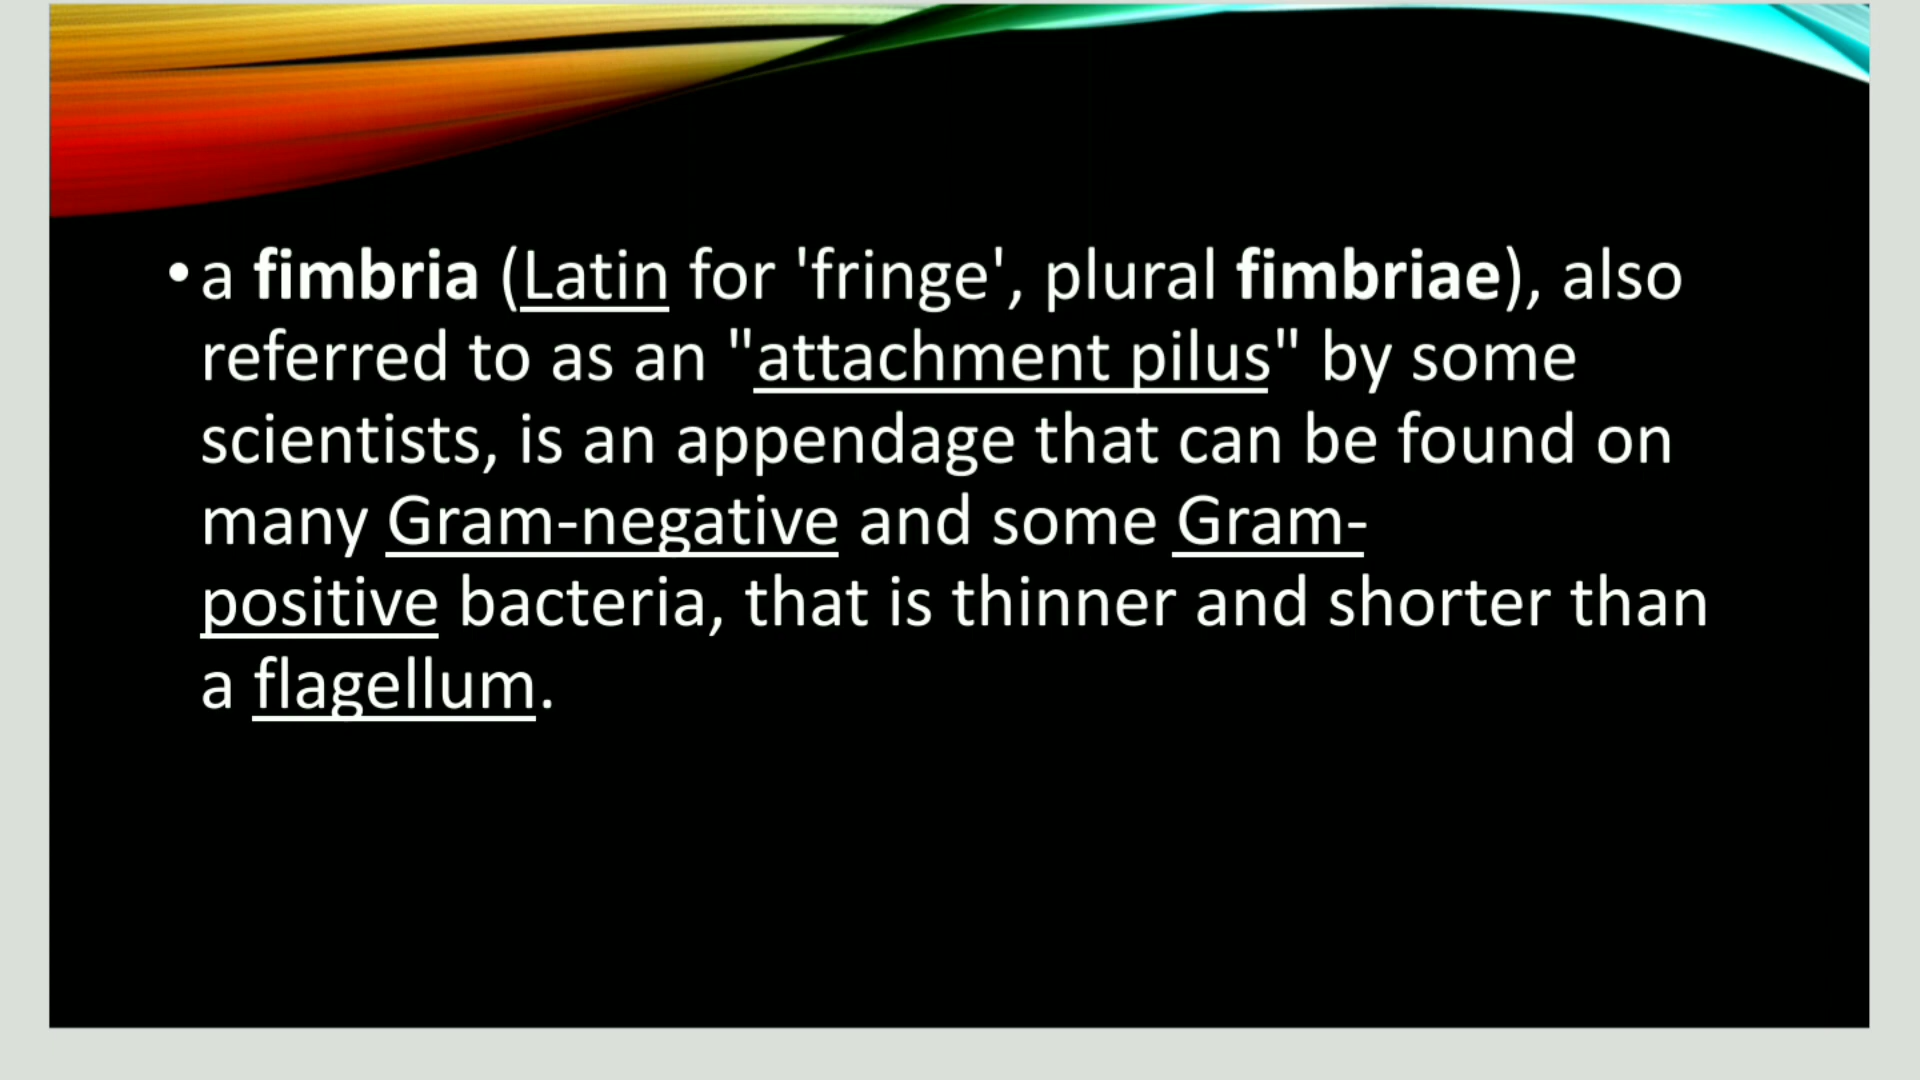 • a fimbria (Latin for 'fringe', plural fimbriae), also
referred to as an "attachment pilus" by some
scientists, is an appendage that can be found on
many Gram-negative and some Gram-
positive bacteria, that is thinner and shorter than
a flagellum.